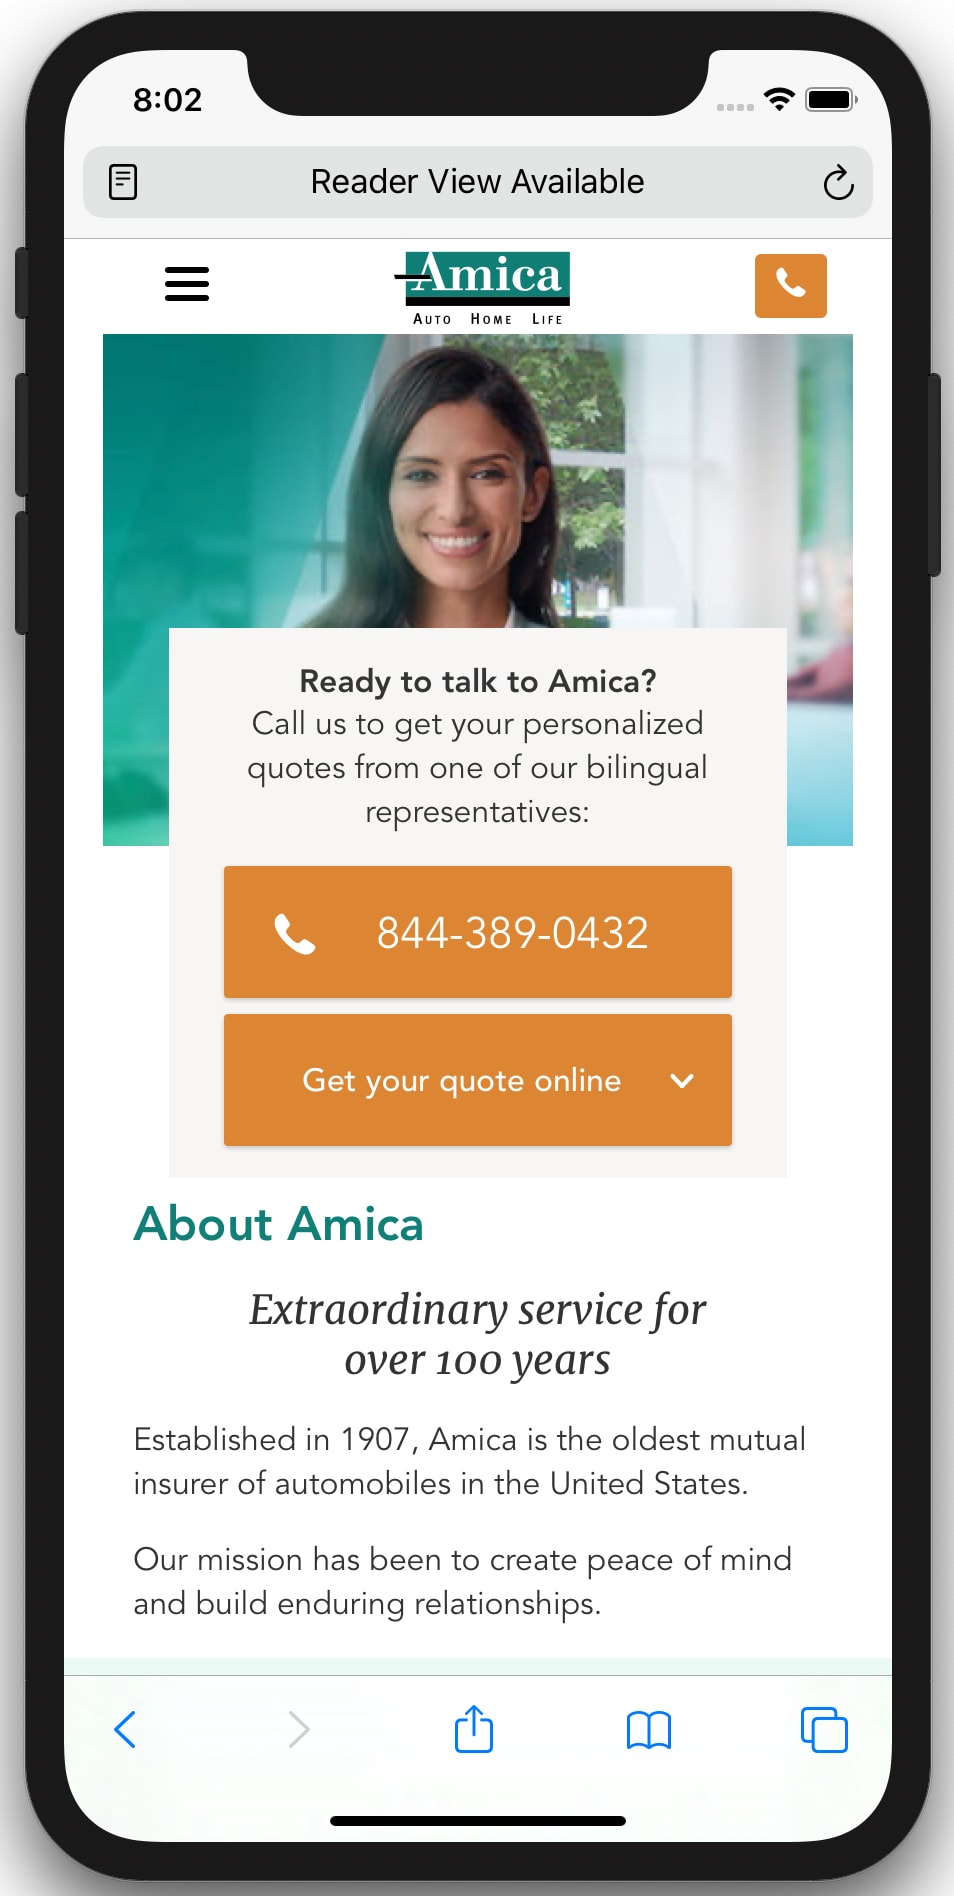 8:02
Reader View Available
Amica
AUTO HOME LIFE
Ready to talk to Amica?
Call us to get your personalized
quotes from one of our bilingual
representatives:
844-389-0432
Get your quote online
About Amica
Extraordinary service for
over 100 years
Established in 1907, Amica is the oldest mutual
insurer of automobiles in the United States.
Our mission has been to create peace of mind
and build enduring relationships.